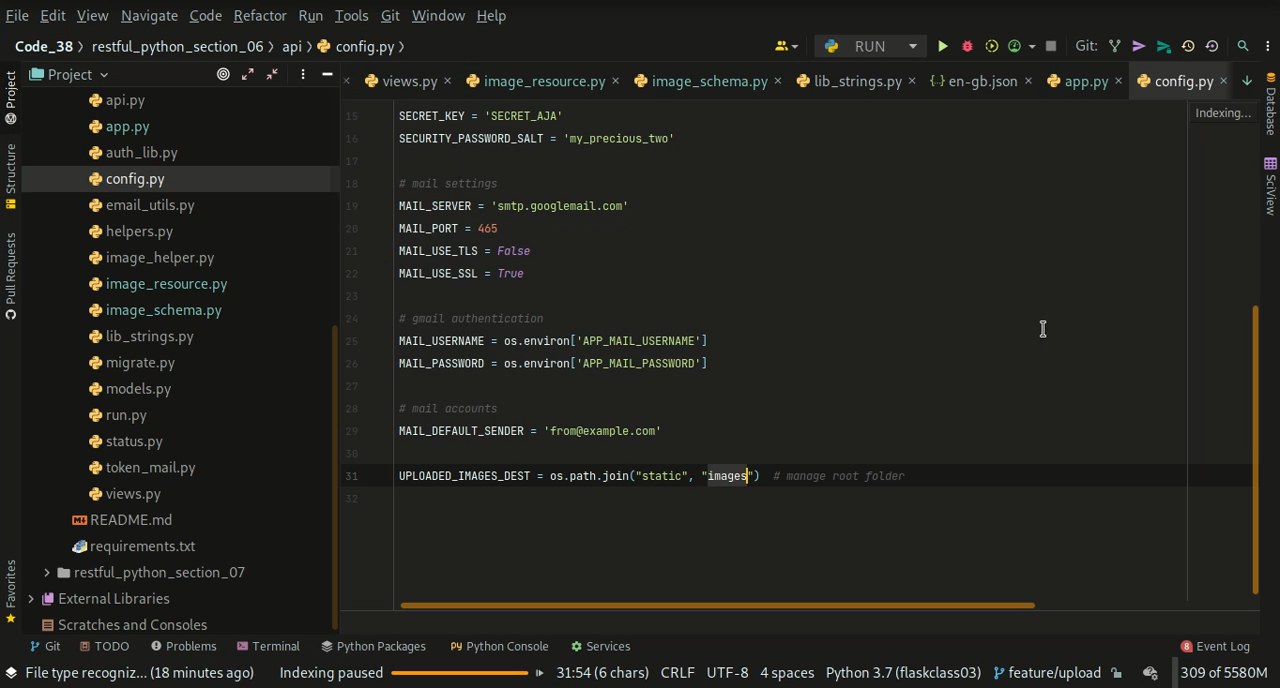 File Edit View Navigate Code Refactor Run Tools Git Window Help
Code_38 restful_python_section_06 api config.py RUN Git:
Project views.py image_resource.py image_schema.py lib_strings.py en-gb.json app.py config.py
Project
Structure
Pull Requests
Favorites
api.py
app.py
auth_lib.py
config.py
email_utils.py
helpers.py
image_helper.py
image_resource.py
image_schema.py
lib_strings.py
migrate.py
models.py
run.py
status.py
token_mail.py
views.py
README.md
requirements.txt
restful_python_section_07
External Libraries
Scratches and Consoles
15 SECRET_KEY = 'SECRET_AJA'
16 SECURITY_PASSWORD_SALT = 'my_precious_two'
17
18 # mail settings
19 MAIL_SERVER = 'smtp.googlemail.com'
20 MAIL_PORT = 465
21 MAIL_USE_TLS = False
22 MAIL_USE_SSL = True
23
24 # gmail authentication
25 MAIL_USERNAME = os.environ['APP_MAIL_USERNAME']
26 MAIL_PASSWORD = os.environ['APP_MAIL_PASSWORD']
27
28 # mail accounts
29 MAIL_DEFAULT_SENDER = 'from@example.com'
30
31 UPLOADED_IMAGES_DEST = os.path.join("static", "images") # manage root folder
32
Indexing...
Database
SciView
Git TODO Problems Terminal Python Packages Python Console Services 8 Event Log
File type recogniz... (18 minutes ago) Indexing paused 31:54 (6 chars) CRLF UTF-8 4 spaces Python 3.7 (flaskclass03) feature/upload 309 of 5580M